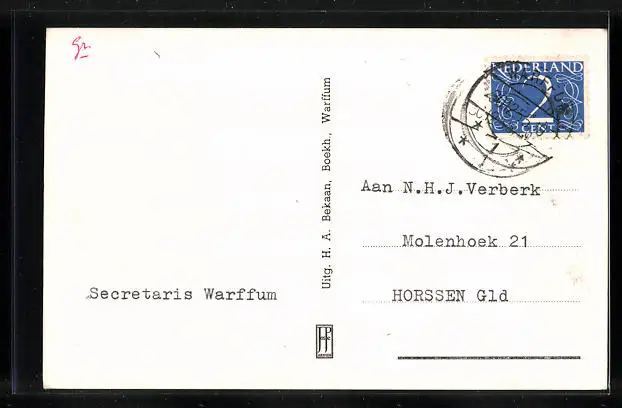 Gr.
NEDERLAND
2
CENT
Uitg. H. A. Bekaan, Boekh., Warffum
Aan N.H.J.Verberk
Molenhoek 21
HORSSEN Gld
Secretaris Warffum